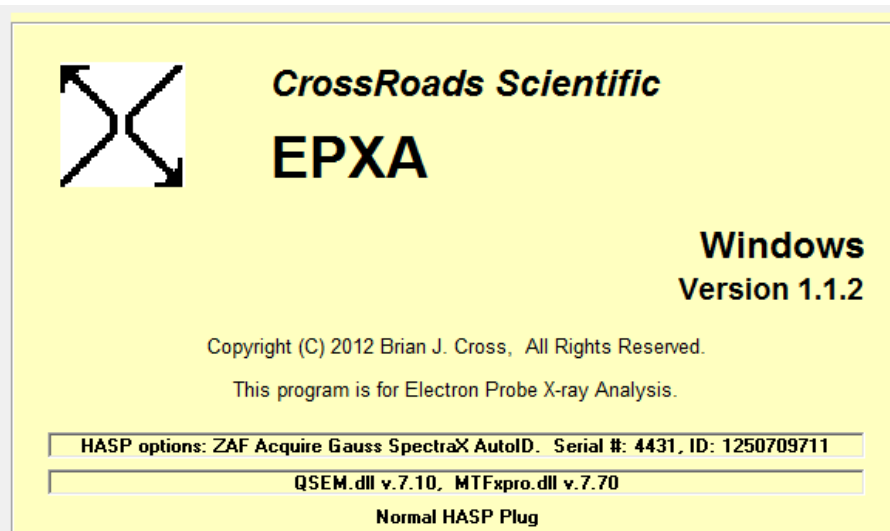 CrossRoads Scientific
EPXA
Windows
Version 1.1.2
Copyright (C) 2012 Brian J. Cross, All Rights Reserved.
This program is for Electron Probe X-ray Analysis.
HASP options: ZAF Acquire Gauss SpectraX AutoID. Serial #: 4431, ID: 1250709711
QSEM.dll v.7.10, MTFxpro.dll v.7.70
Normal HASP Plug